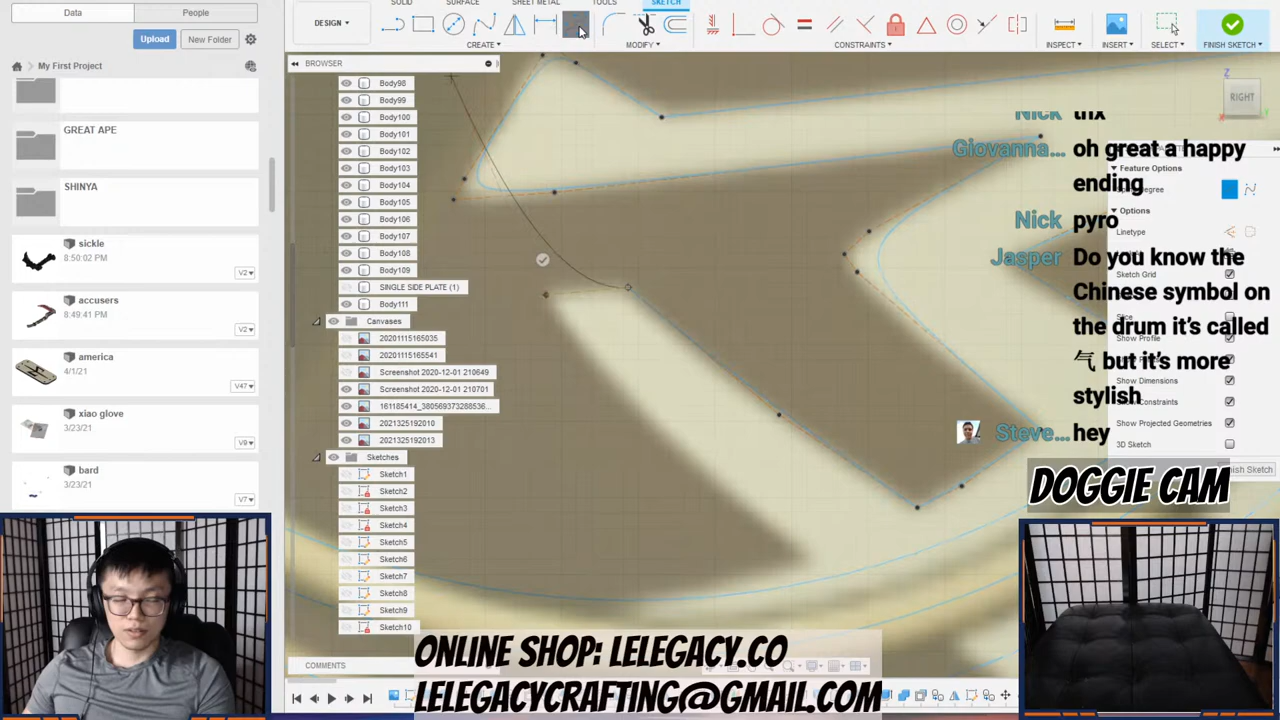 Data
People
Upload
New Folder
My First Project
GREAT APE
SHINYA
sickle
8:50:02 PM
V2
accusers
8:49:41 PM
V2
america
4/1/21
V47
xiao glove
3/23/21
V9
bard
3/23/21
V7
DESIGN
SOLID
SURFACE
SHEET METAL
TOOLS
SKETCH
CREATE
MODIFY
CONSTRAINTS
INSPECT
INSERT
SELECT
FINISH SKETCH
BROWSER
Body98
Body99
Body100
Body101
Body102
Body103
Body104
Body105
Body106
Body107
Body108
Body109
SINGLE SIDE PLATE (1)
Body111
Canvases
20201115165035
20201115165541
Screenshot 2020-12-01 210649
Screenshot 2020-12-01 210701
161185414_380569373288536...
2021325192010
2021325192013
Sketches
Sketch1
Sketch2
Sketch3
Sketch4
Sketch5
Sketch6
Sketch7
Sketch8
Sketch9
Sketch10
COMMENTS
Z
RIGHT
Y
X
Feature Options
Options
Linetype
Sketch Grid
Show Profile
Show Dimensions
Show Constraints
Show Projected Geometries
3D Sketch
Nick thx
Giovanna... oh great a happy
ending
Nick pyro
Jasper Do you know the
Chinese symbol on
the drum it's called
气 but it's more
stylish
Steve... hey
DOGGIE CAM
ONLINE SHOP: LELEGACY.CO
LELEGACYCRAFTING@GMAIL.COM